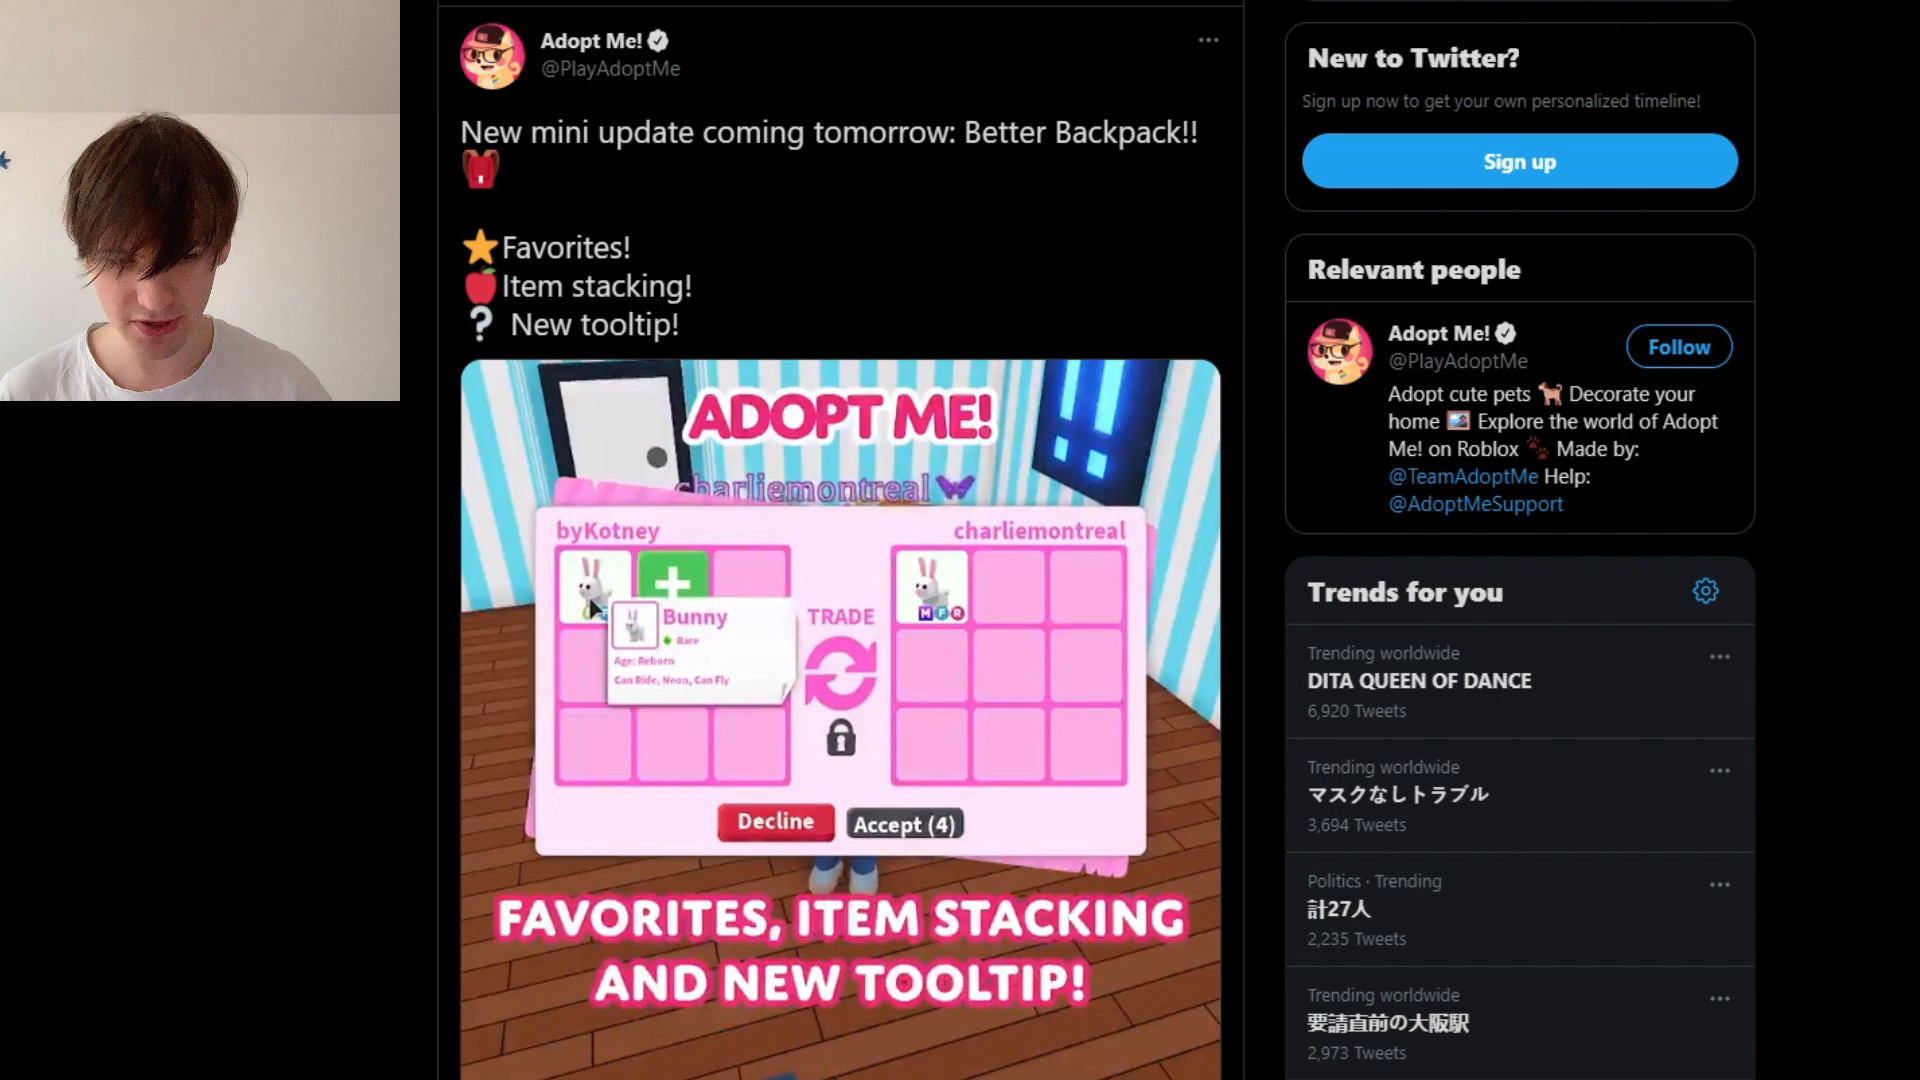 Adopt Me!
@PlayAdoptMe
New mini update coming tomorrow: Better Backpack!!
Favorites!
Item stacking!
New tooltip!
ADOPT ME!
charliemontreal
byKotney
charliemontreal
Bunny
Rare
Age: Reborn
Can Ride, Neon, Can Fly
TRADE
M F R
Decline
Accept (4)
FAVORITES, ITEM STACKING
AND NEW TOOLTIP!
New to Twitter?
Sign up now to get your own personalized timeline!
Sign up
Relevant people
Adopt Me!
@PlayAdoptMe
Follow
Adopt cute pets Decorate your
home Explore the world of Adopt
Me! on Roblox Made by:
@TeamAdoptMe Help:
@AdoptMeSupport
Trends for you
Trending worldwide
DITA QUEEN OF DANCE
6,920 Tweets
Trending worldwide
マスクなしトラブル
3,694 Tweets
Politics · Trending
計27人
2,235 Tweets
Trending worldwide
要請直前の大阪駅
2,973 Tweets